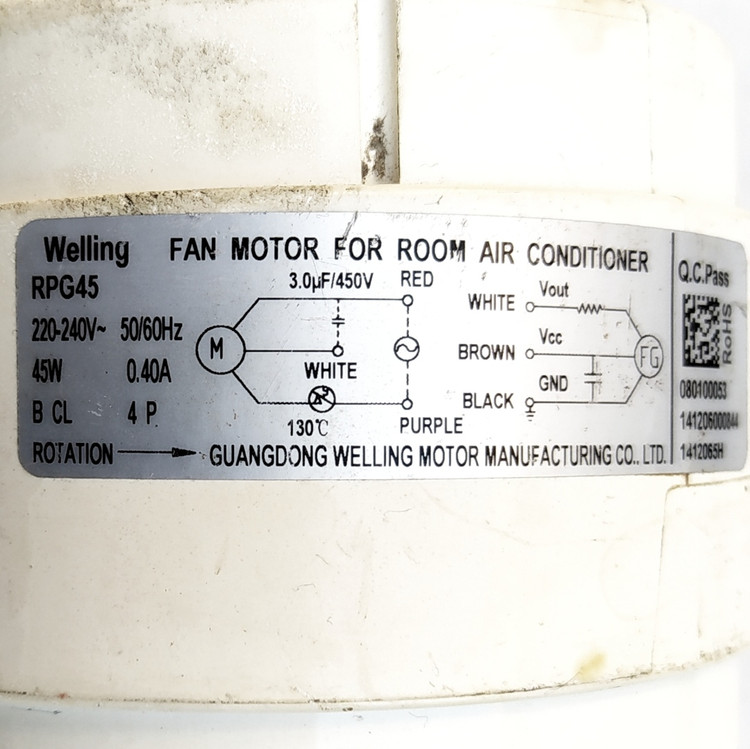 Welling FAN MOTOR FOR ROOM AIR CONDITIONER
RPG45
220-240V~ 50/60Hz
45W 0.40A
B CL 4 P
ROTATION
3.0µF/450V
RED
M
WHITE
130℃
PURPLE
WHITE
Vout
BROWN
Vcc
FG
GND
BLACK
GUANGDONG WELLING MOTOR MANUFACTURING CO., LTD.
Q.C.Pass
RoHS
080100053
141206000844
1412065H